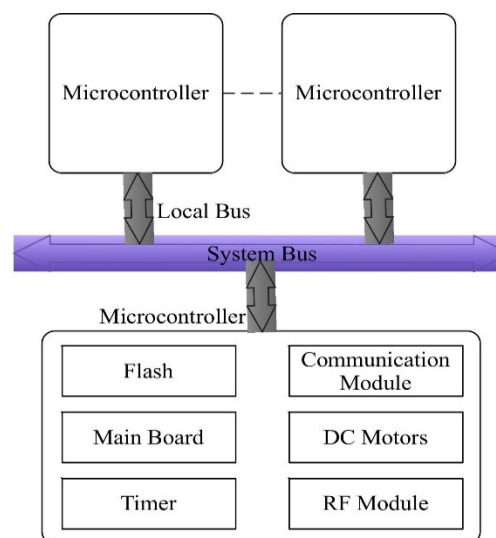 Microcontroller
Microcontroller
Local Bus
System Bus
Microcontroller
Flash
Communication
Module
Main Board
DC Motors
Timer
RF Module